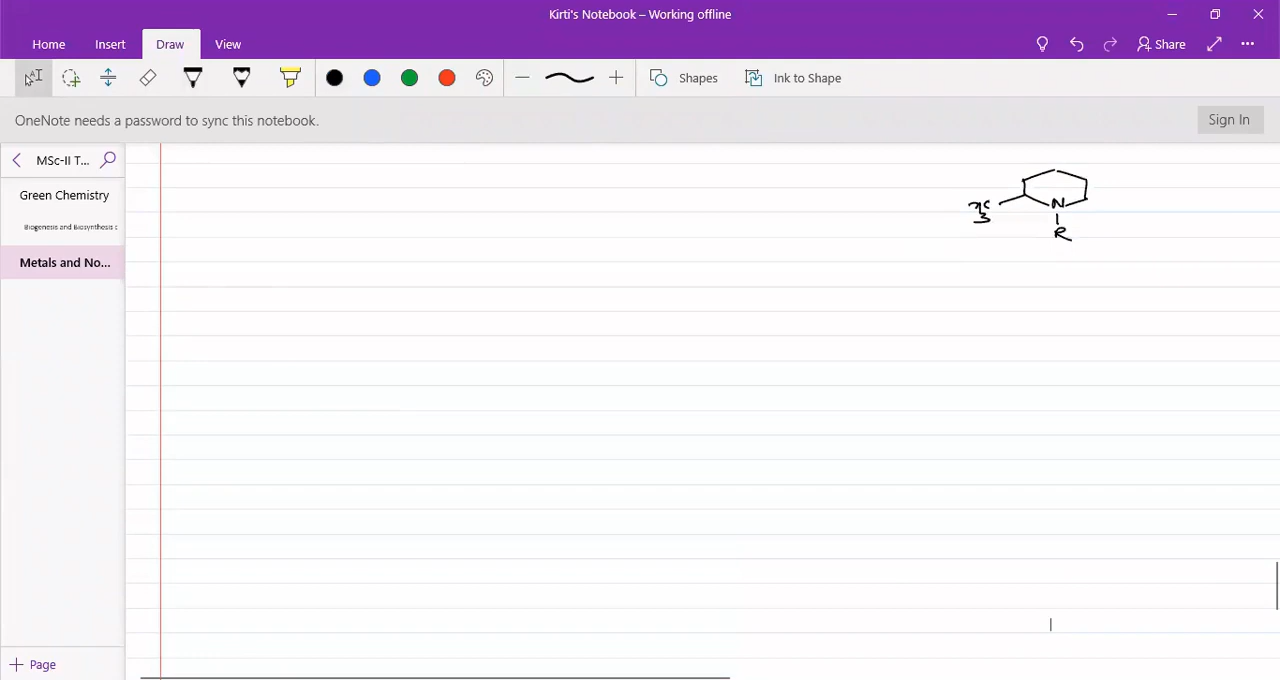 Kirti's Notebook – Working offline
Home Insert Draw View Share
Shapes Ink to Shape
OneNote needs a password to sync this notebook. Sign In
MSc-II T...
Green Chemistry
Biogenesis and Biosynthesis c
Metals and No...
N
R
Page